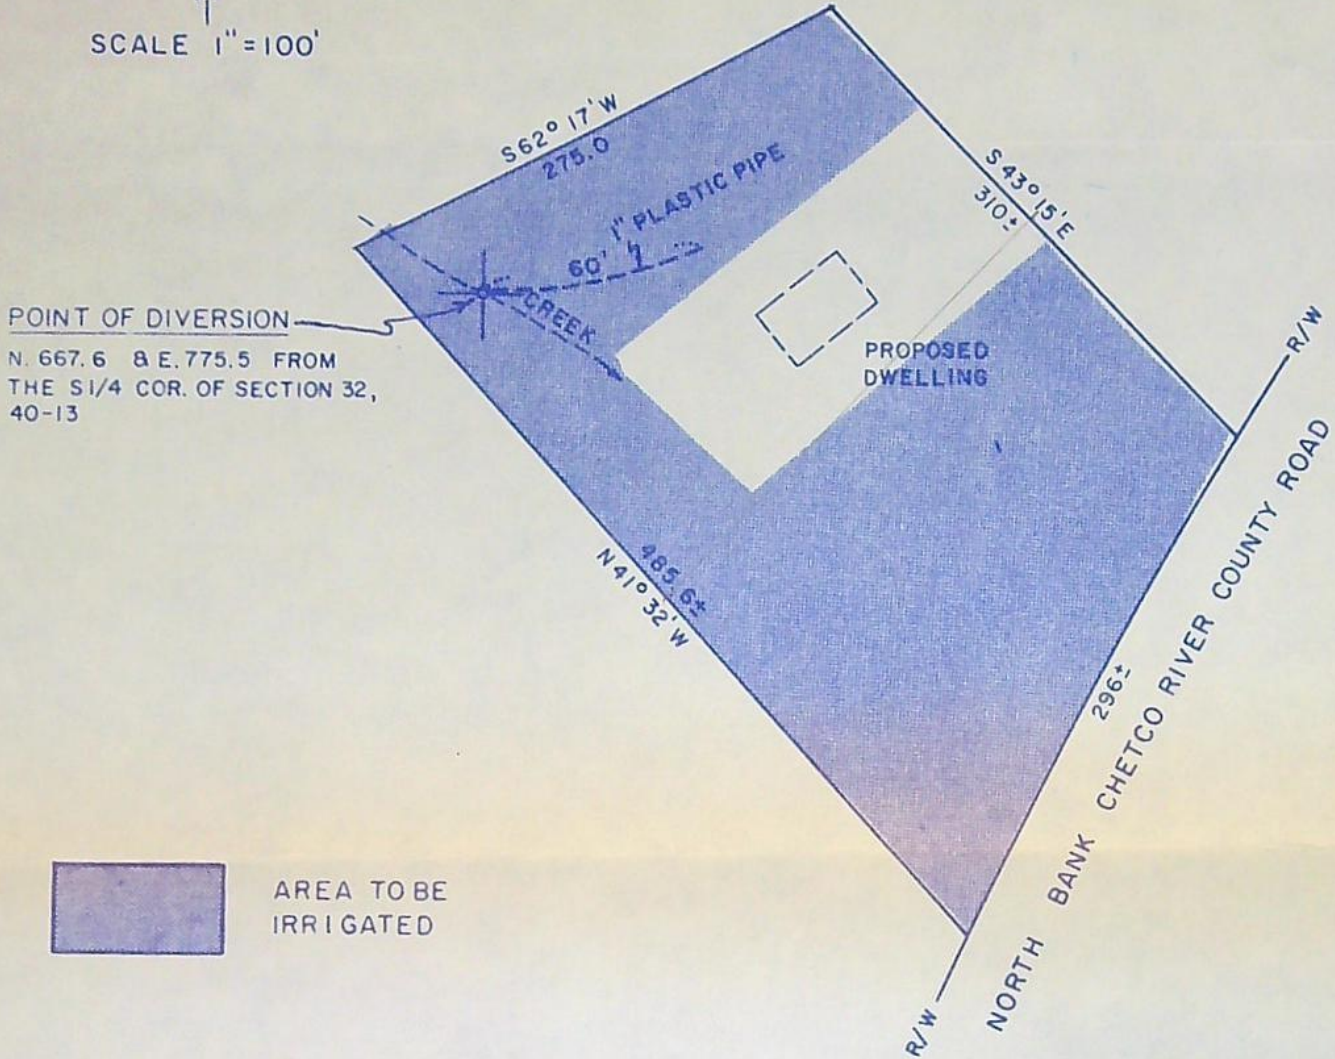 SCALE 1"=100'
S62° 17' W
275.0
1" PLASTIC PIPE
60'
CREEK
S 43° 15' E
310±
POINT OF DIVERSION
N. 667.6 & E. 775.5 FROM
THE S1/4 COR. OF SECTION 32,
40-13
PROPOSED
DWELLING
R/W
485.6±
N 41° 32' W
296±
NORTH BANK CHETCO RIVER COUNTY ROAD
AREA TO BE
IRRIGATED
R/W